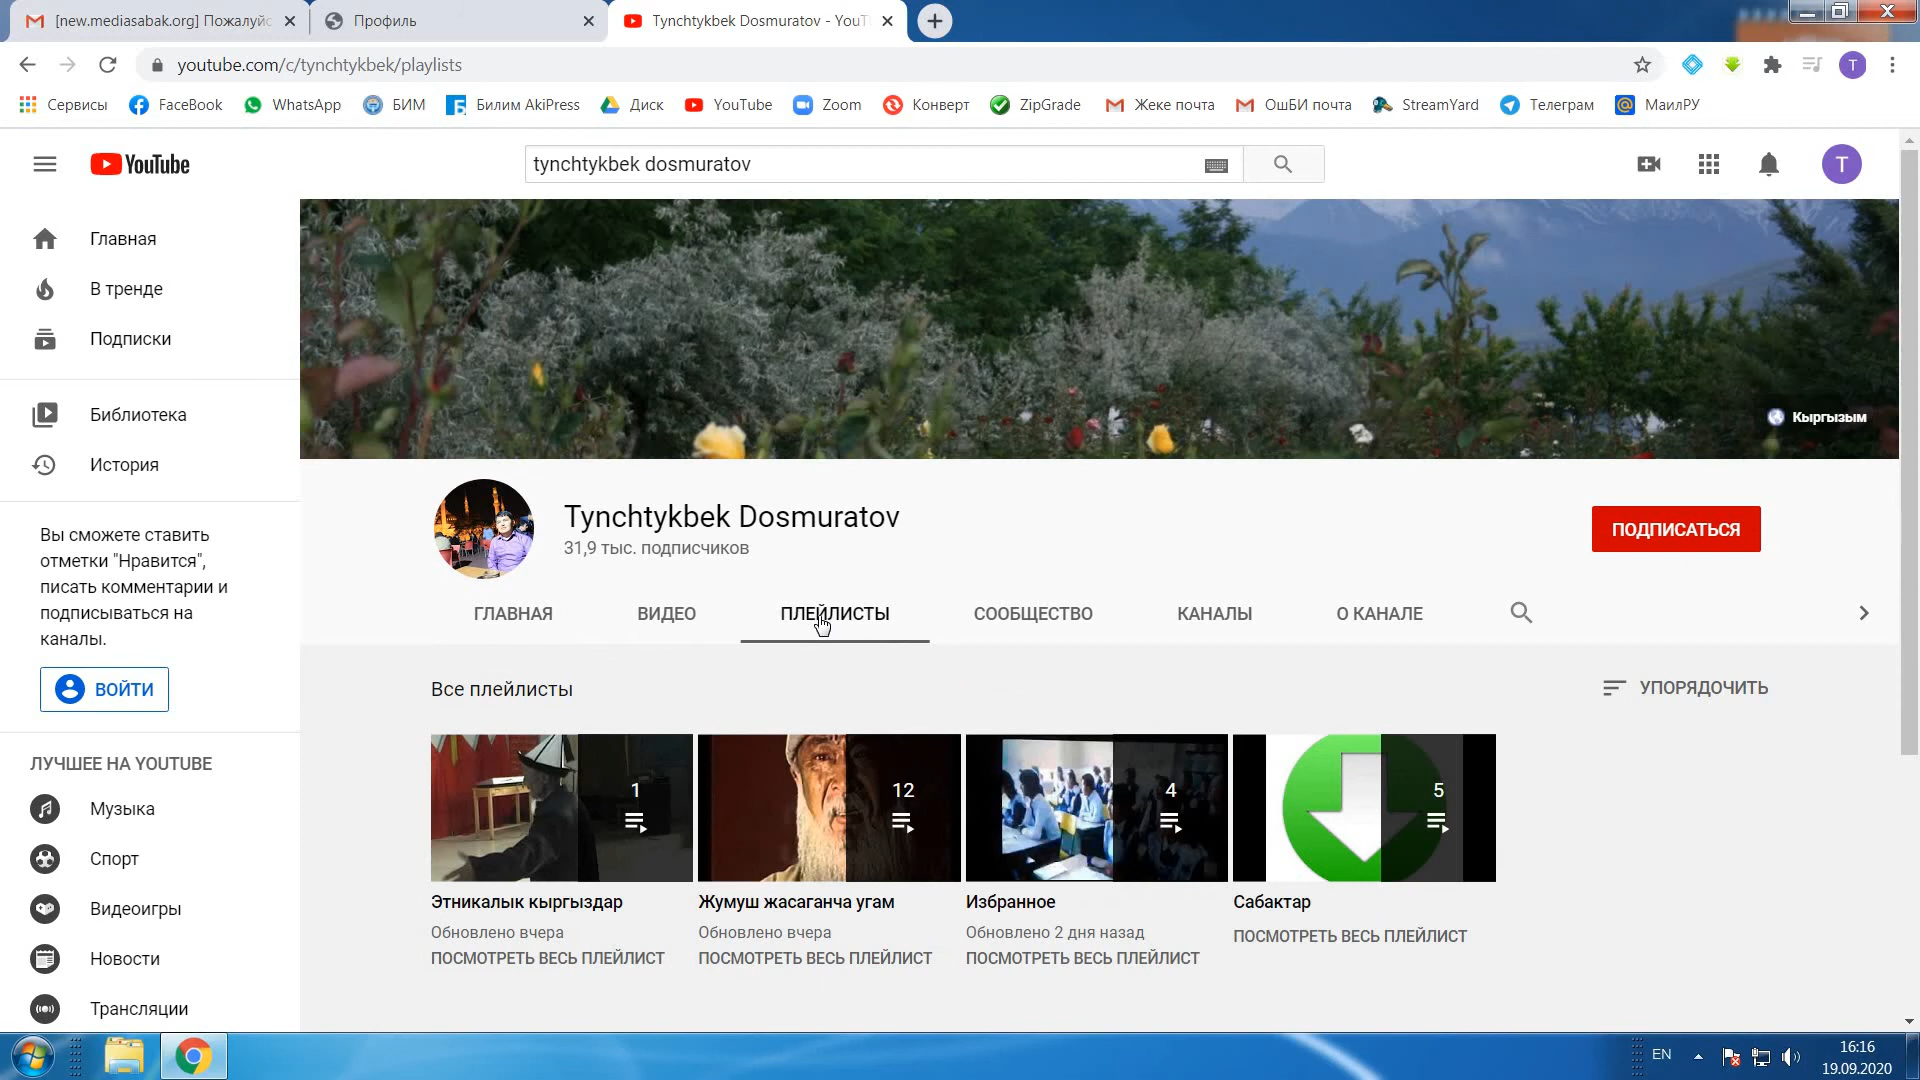 [new.mediasabak.org] Пожалуйс
Профиль
Tynchtykbek Dosmuratov - YouT
youtube.com/c/tynchtykbek/playlists
T
Сервисы
FaceBook
WhatsApp
БИМ
Билим AkiPress
Диск
YouTube
Zoom
Конверт
ZipGrade
Жеке почта
ОшБИ почта
StreamYard
Телеграм
МаилРУ
YouTube
tynchtykbek dosmuratov
T
Главная
В тренде
Подписки
Библиотека
История
Вы сможете ставить
отметки "Нравится",
писать комментарии и
подписываться на
каналы.
ВОЙТИ
ЛУЧШЕЕ НА YOUTUBE
Музыка
Спорт
Видеоигры
Новости
Трансляции
Кыргызым
Tynchtykbek Dosmuratov
31,9 тыс. подписчиков
ПОДПИСАТЬСЯ
ГЛАВНАЯ
ВИДЕО
ПЛЕЙЛИСТЫ
СООБЩЕСТВО
КАНАЛЫ
О КАНАЛЕ
Все плейлисты
УПОРЯДОЧИТЬ
1
12
4
5
Этникалык кыргыздар
Обновлено вчера
ПОСМОТРЕТЬ ВЕСЬ ПЛЕЙЛИСТ
Жумуш жасаганча угам
Обновлено вчера
ПОСМОТРЕТЬ ВЕСЬ ПЛЕЙЛИСТ
Избранное
Обновлено 2 дня назад
ПОСМОТРЕТЬ ВЕСЬ ПЛЕЙЛИСТ
Сабактар
ПОСМОТРЕТЬ ВЕСЬ ПЛЕЙЛИСТ
EN
16:16
19.09.2020